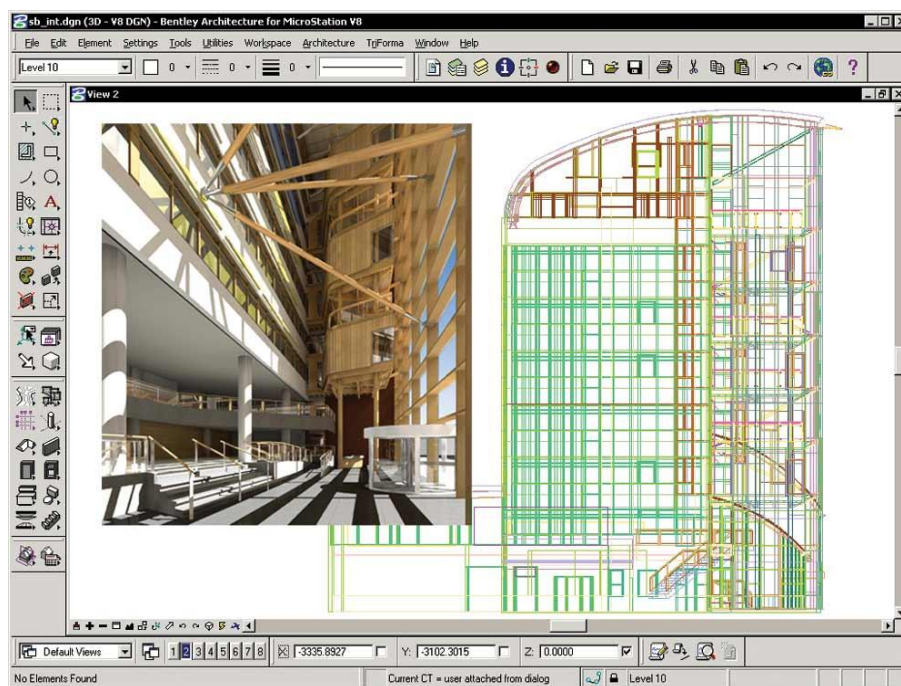 sb_int.dgn (3D - V8 DGN) - Bentley Architecture for MicroStation V8
File Edit Element Settings Tools Utilities Workspace Architecture TriForma Window Help
Level 10 0 0 0
View 2
Default Views 1 2 3 4 5 6 7 8 X -3335.8927 Y: -3102.3015 Z: 0.0000
No Elements Found Current CT = user attached from dialog Level 10